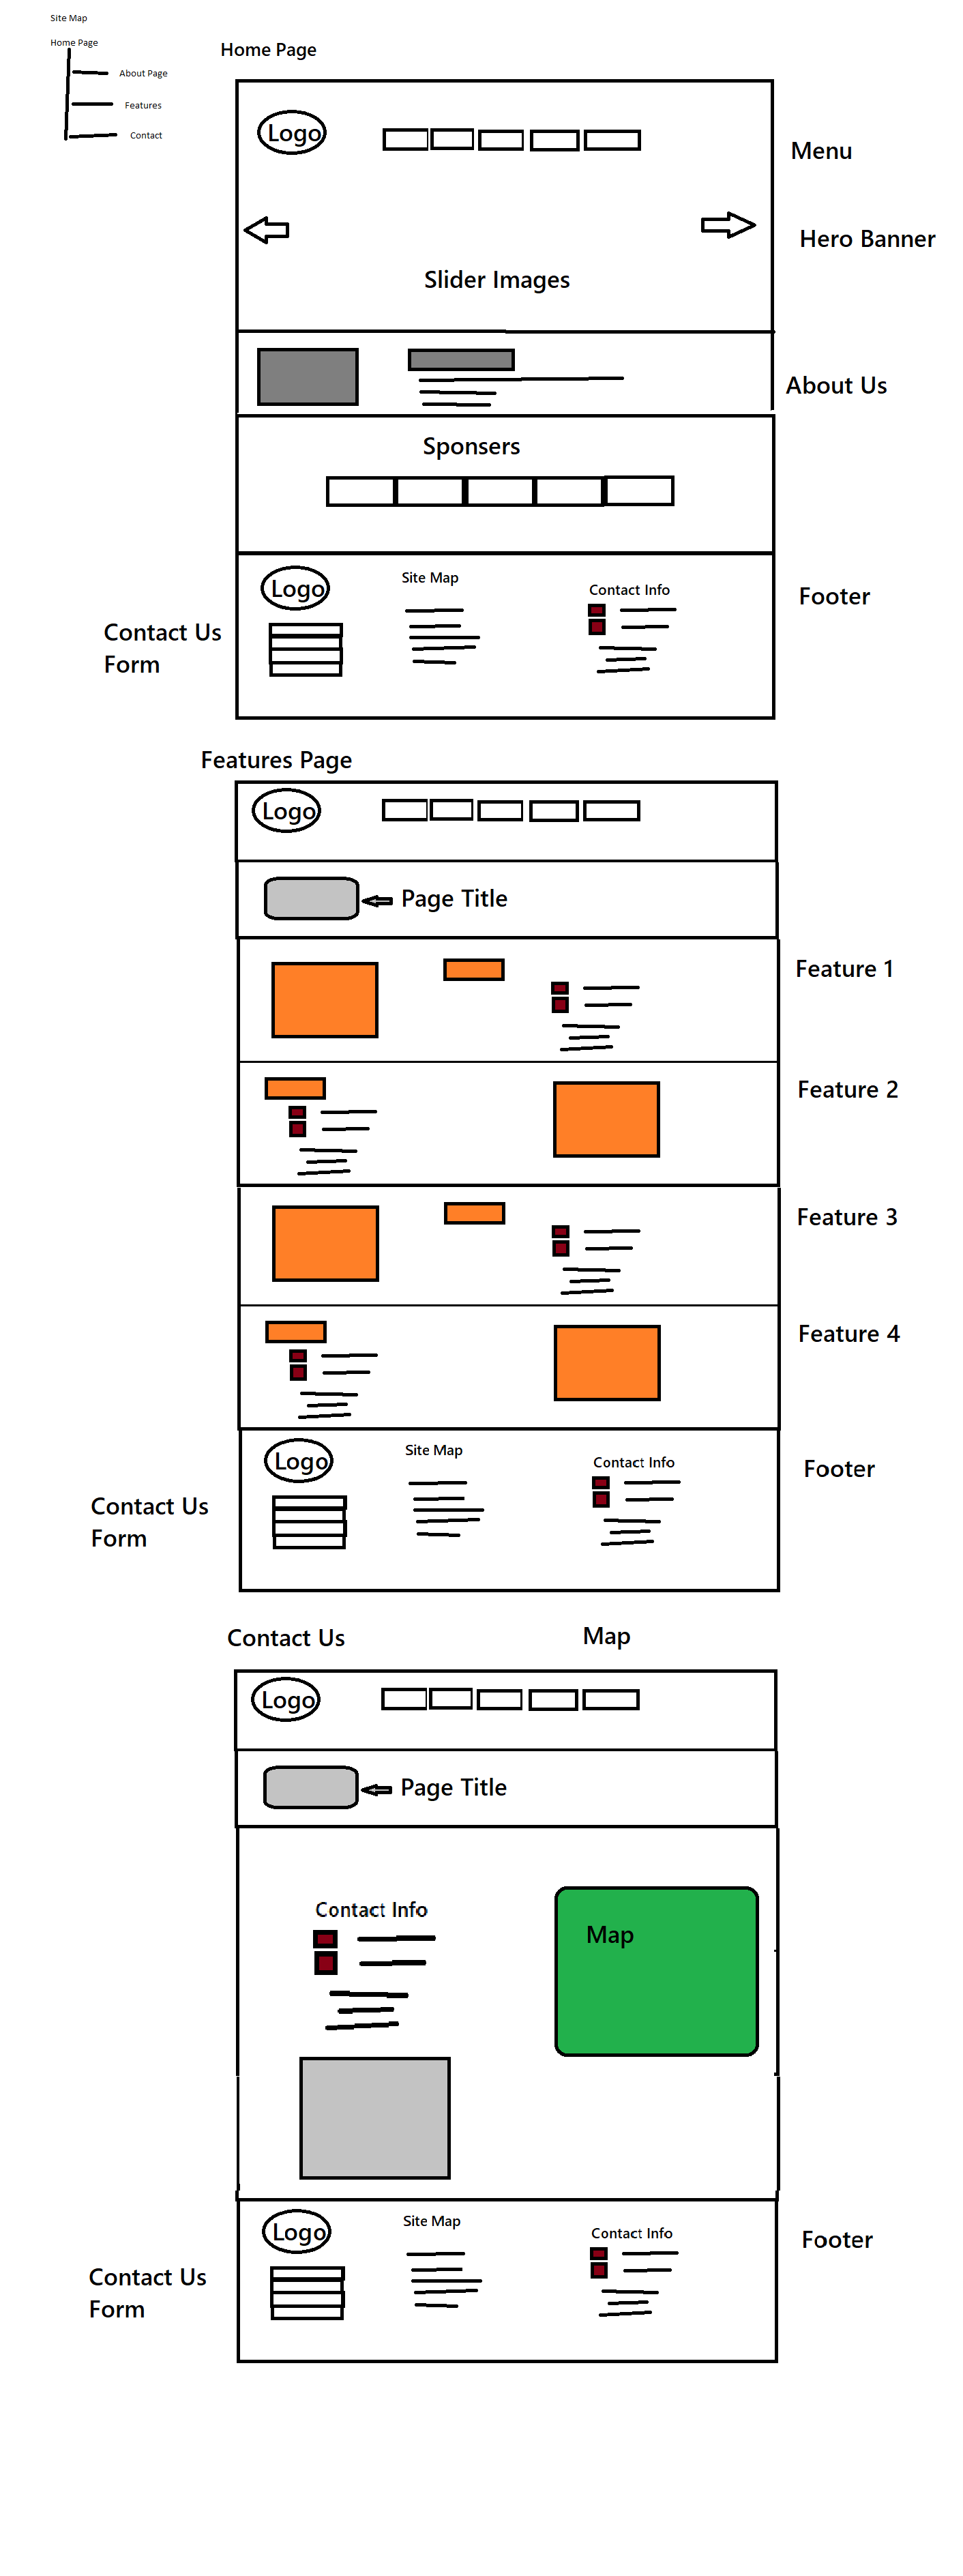 Site Map
Home Page
About Page
Features
Contact
Home Page
Logo
Menu
Hero Banner
Slider Images
About Us
Sponsers
Logo
Site Map
Contact Info
Footer
Contact Us
Form
Features Page
Logo
Page Title
Feature 1
Feature 2
Feature 3
Feature 4
Logo
Site Map
Contact Info
Footer
Contact Us
Form
Contact Us
Map
Logo
Page Title
Contact Info
Map
Logo
Site Map
Contact Info
Footer
Contact Us
Form